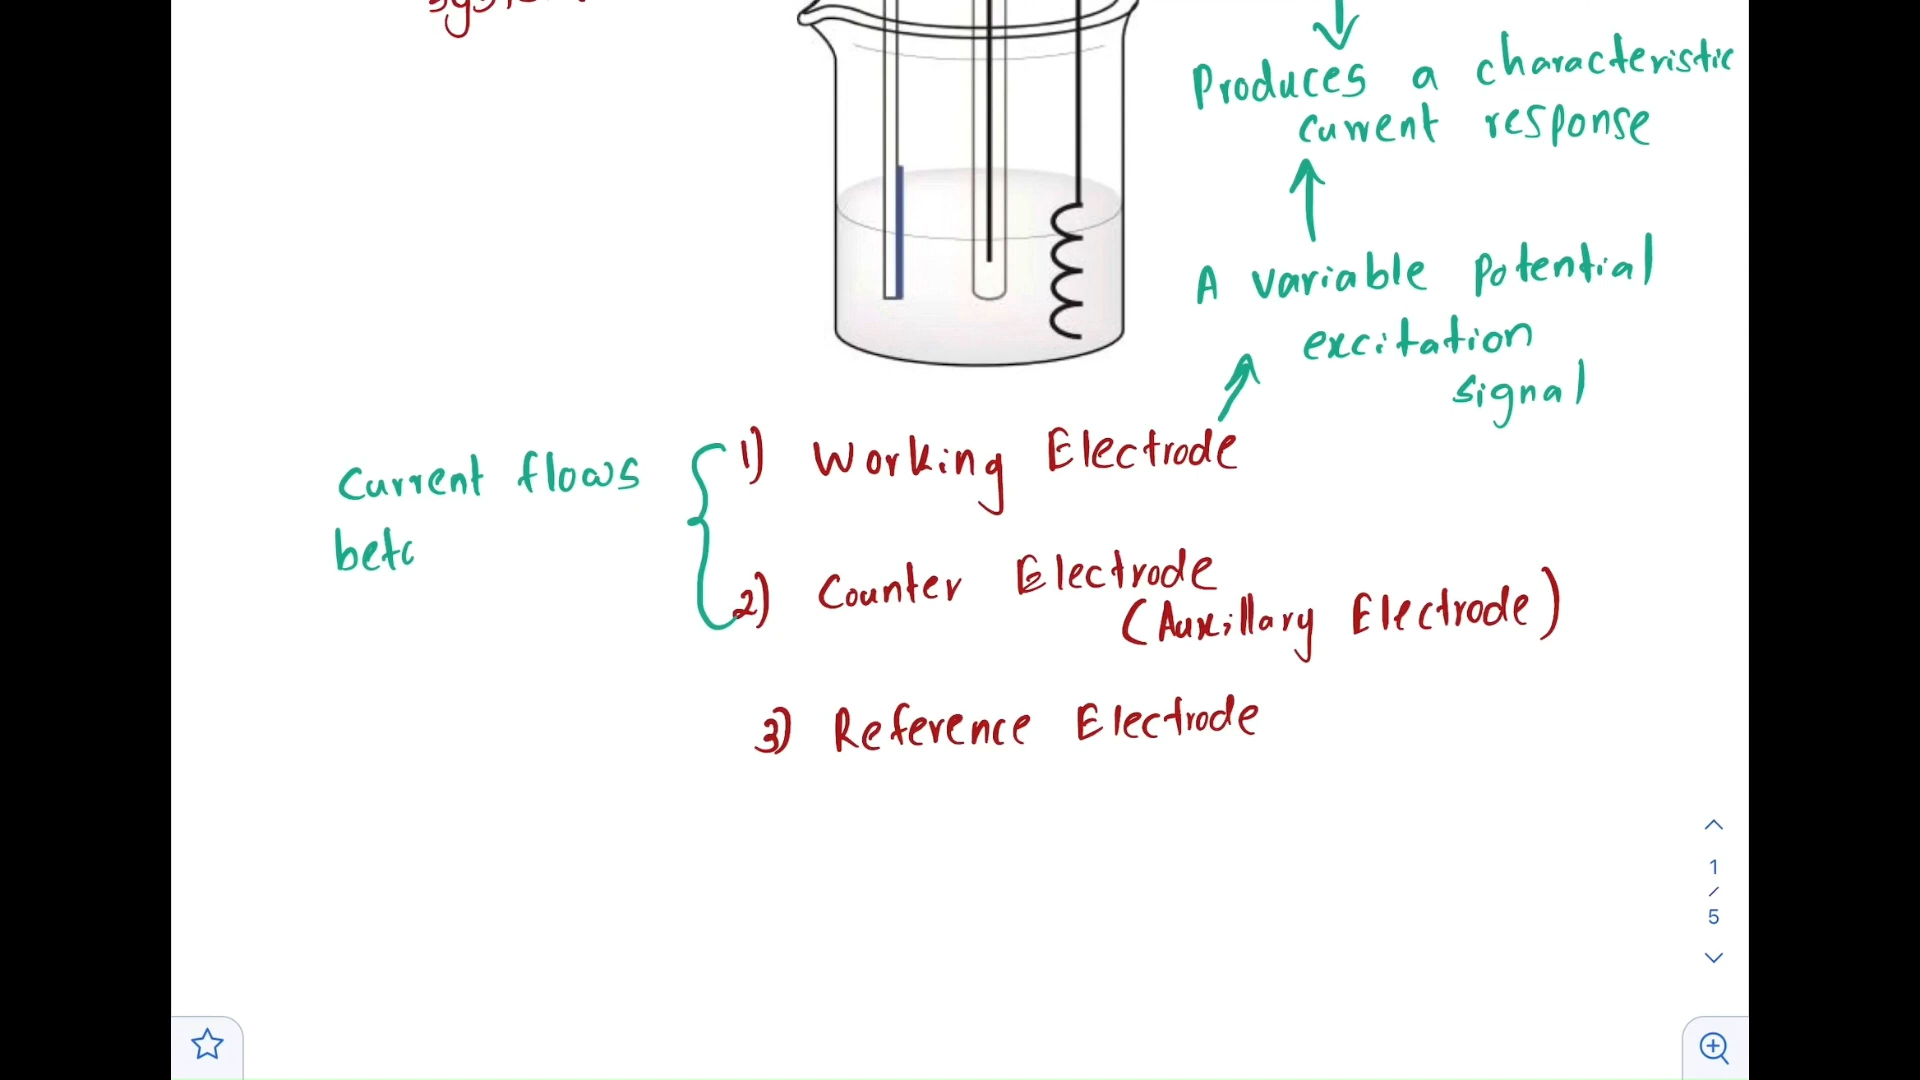 Produces a characteristic
current response
A variable potential
excitation
signal
1) Working Electrode
Current flows
2) Counter Electrode
(Auxillary Electrode)
3) Reference Electrode
1
/
5